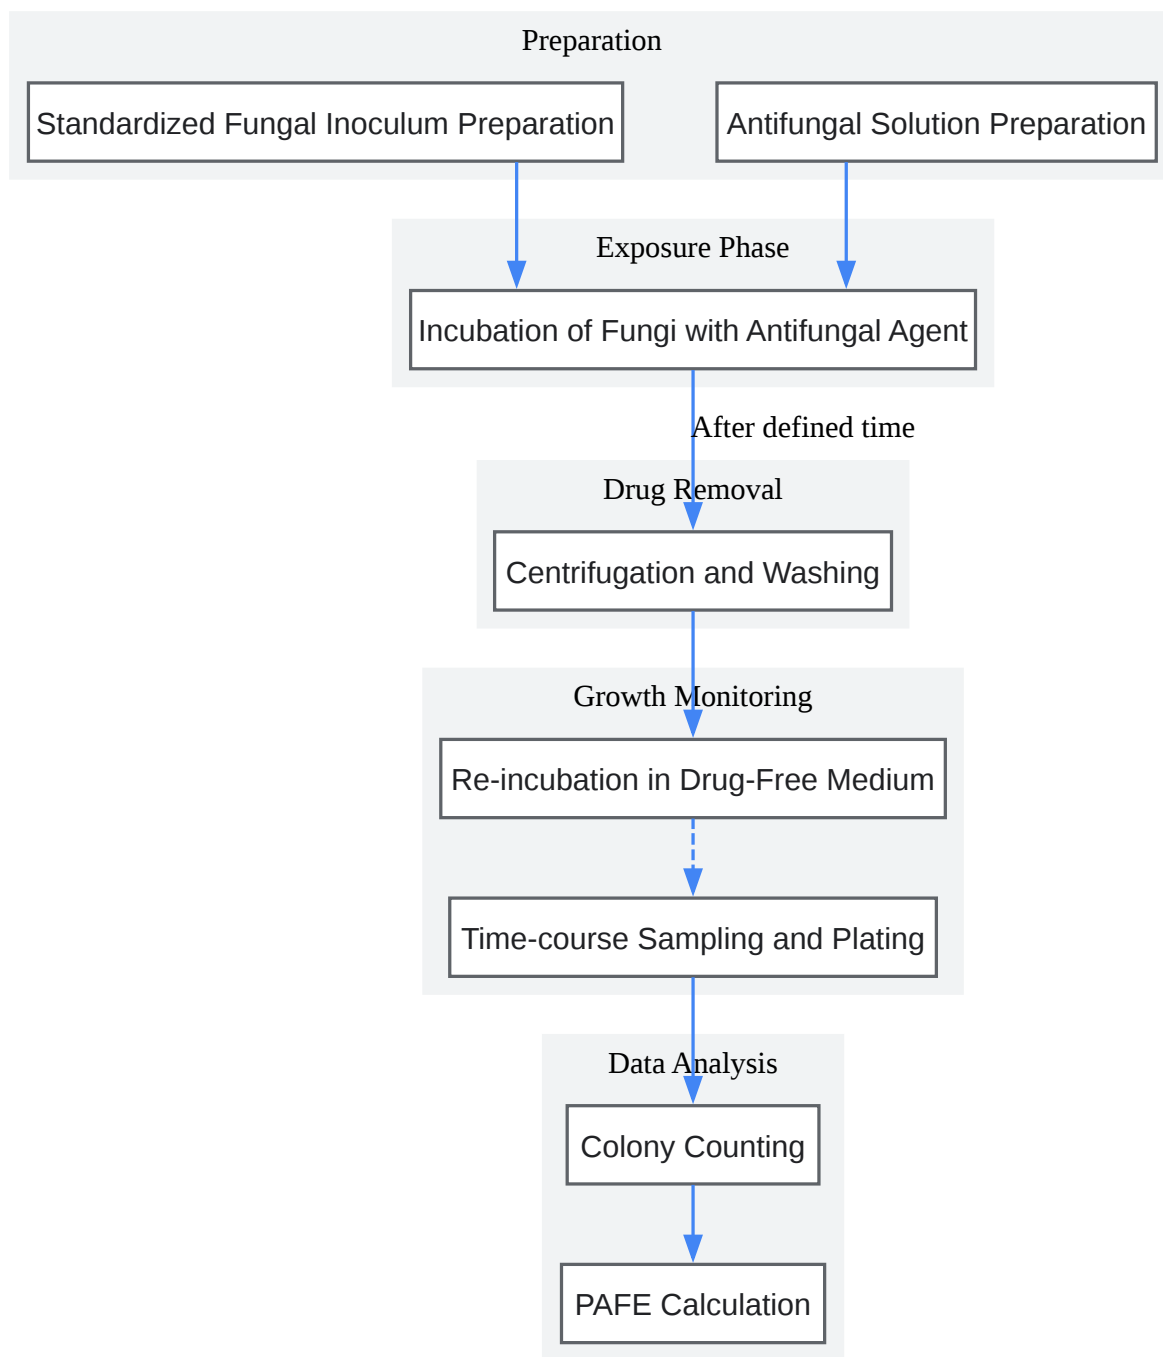 Preparation
Standardized Fungal Inoculum Preparation
Antifungal Solution Preparation
Exposure Phase
Incubation of Fungi with Antifungal Agent
After defined time
Drug Removal
Centrifugation and Washing
Growth Monitoring
Re-incubation in Drug-Free Medium
Time-course Sampling and Plating
Data Analysis
Colony Counting
PAFE Calculation